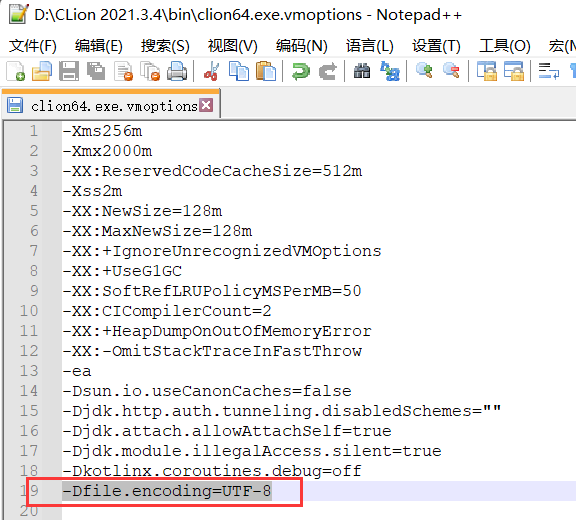 D:\CLion 2021.3.4\bin\clion64.exe.vmoptions - Notepad++
文件(F) 编辑(E) 搜索(S) 视图(V) 编码(N) 语言(L) 设置(T) 工具(O) 宏(M
clion64.exe.vmoptions
1 -Xms256m
2 -Xmx2000m
3 -XX:ReservedCodeCacheSize=512m
4 -Xss2m
5 -XX:NewSize=128m
6 -XX:MaxNewSize=128m
7 -XX:+IgnoreUnrecognizedVMOptions
8 -XX:+UseG1GC
9 -XX:SoftRefLRUPolicyMSPerMB=50
10 -XX:CICompilerCount=2
11 -XX:+HeapDumpOnOutOfMemoryError
12 -XX:-OmitStackTraceInFastThrow
13 -ea
14 -Dsun.io.useCanonCaches=false
15 -Djdk.http.auth.tunneling.disabledSchemes=""
16 -Djdk.attach.allowAttachSelf=true
17 -Djdk.module.illegalAccess.silent=true
18 -Dkotlinx.coroutines.debug=off
19 -Dfile.encoding=UTF-8
20